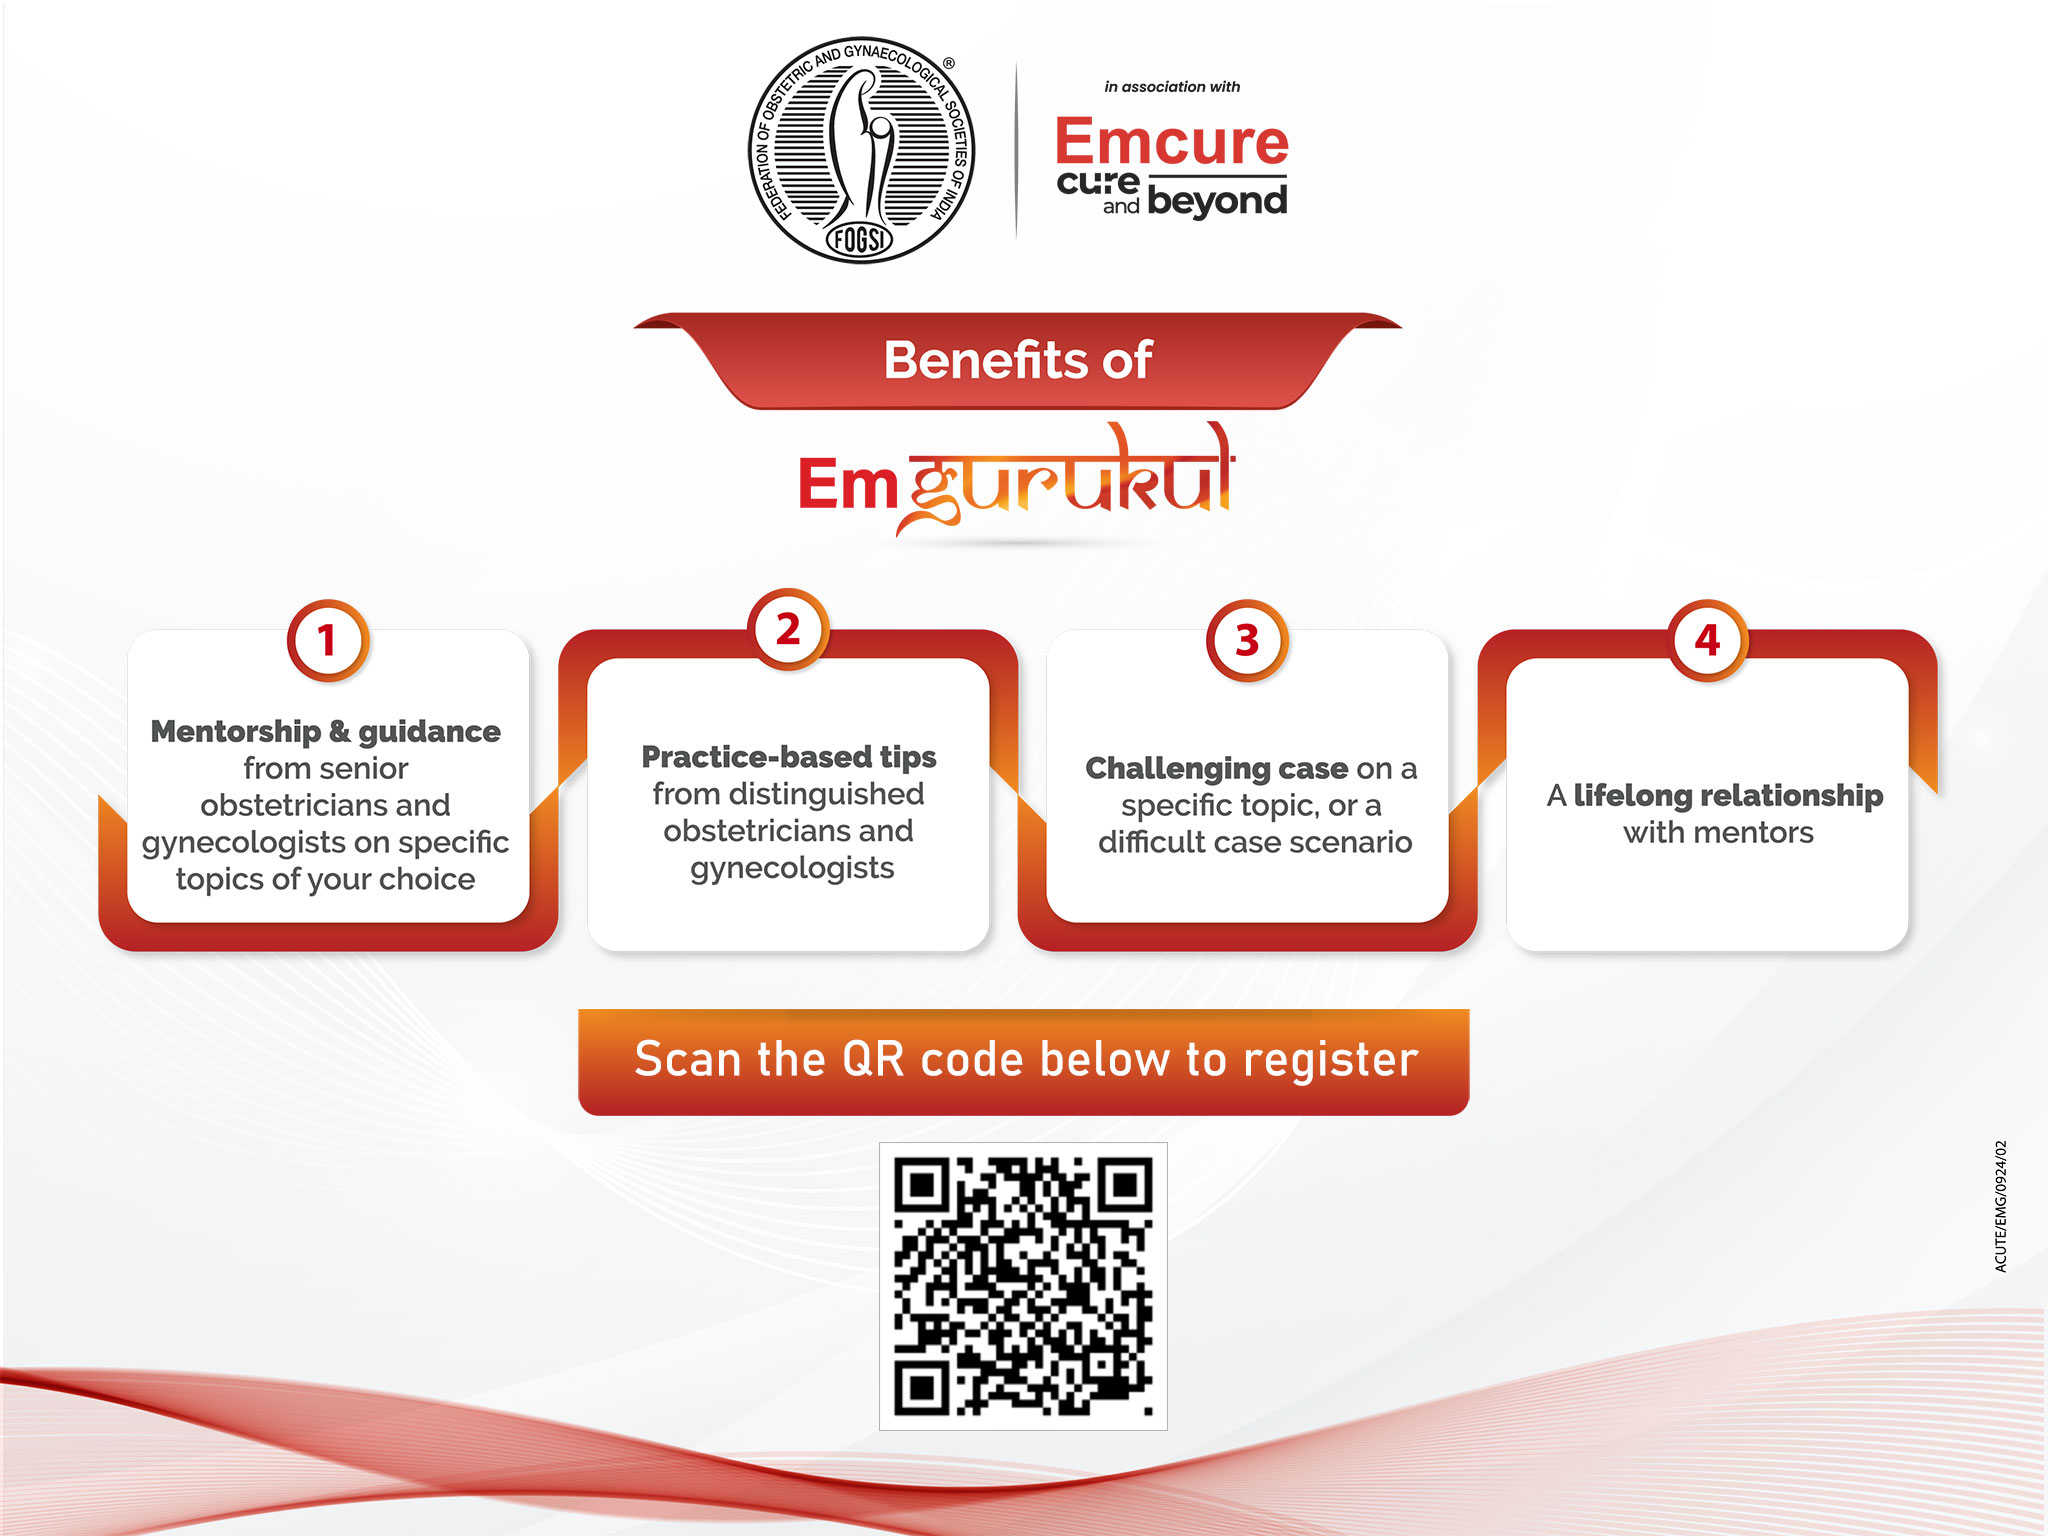 FEDERATION OF OBSTETRIC AND GYNAECOLOGICAL SOCIETIES OF INDIA
®
FOGSI
in association with
Emcure
cure
and beyond
Benefits of
Em gurukul
1
Mentorship & guidance
from senior
obstetricians and
gynecologists on specific
topics of your choice
2
Practice-based tips
from distinguished
obstetricians and
gynecologists
3
Challenging case on a
specific topic, or a
difficult case scenario
4
A lifelong relationship
with mentors
Scan the QR code below to register
ACUTE/EMG/0924/02